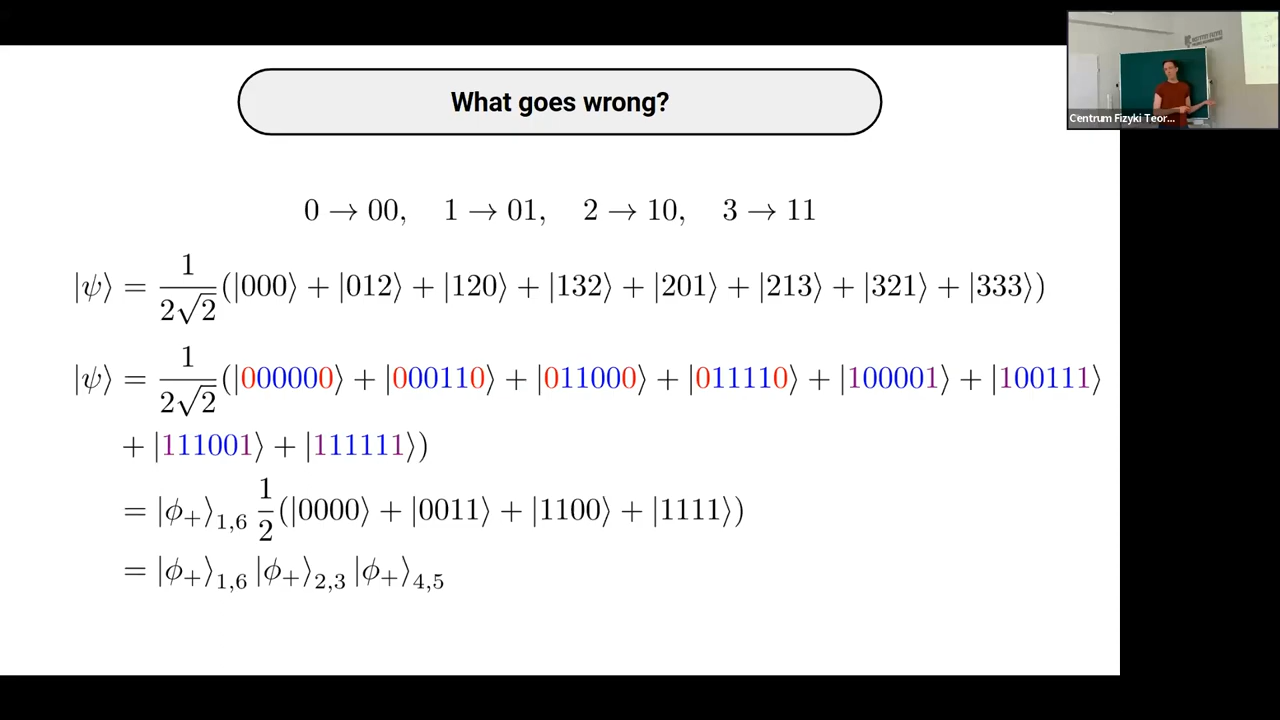 What goes wrong?
Centrum Fizyki Teor...
0 → 00, 1 → 01, 2 → 10, 3 → 11
|ψ⟩ = 1/(2√2) (|000⟩ + |012⟩ + |120⟩ + |132⟩ + |201⟩ + |213⟩ + |321⟩ + |333⟩)
|ψ⟩ = 1/(2√2) (|000000⟩ + |000110⟩ + |011000⟩ + |011110⟩ + |100001⟩ + |100111⟩
+ |111001⟩ + |111111⟩)
= |ϕ₊⟩₁,₆ 1/2 (|0000⟩ + |0011⟩ + |1100⟩ + |1111⟩)
= |ϕ₊⟩₁,₆ |ϕ₊⟩₂,₃ |ϕ₊⟩₄,₅